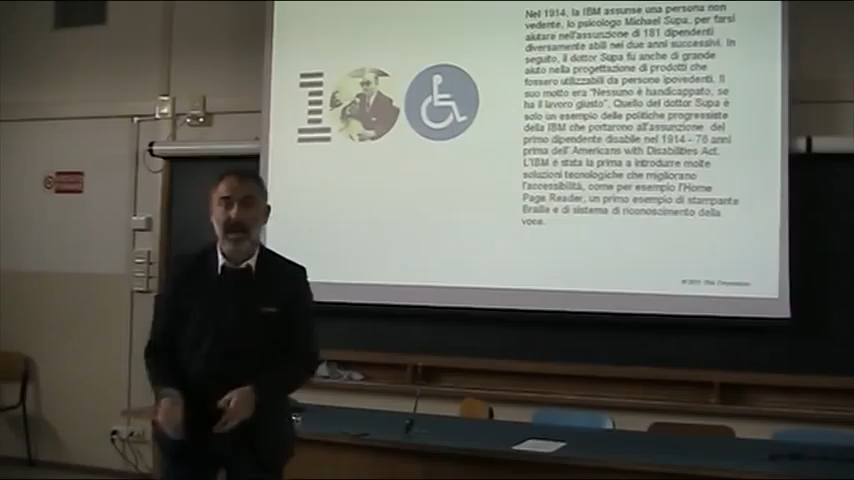 Nel 1914, la IBM assunse una persona non
vedente, lo psicologo Michael Supa, per farsi
aiutare nell'assunzione di 181 dipendenti
diversamente abili nei due anni successivi. In
seguito, il dottor Supa fu anche di grande
aiuto nella progettazione di prodotti che
fossero utilizzabili da persone ipovedenti. Il
suo motto era "Nessuno è handicappato, se
ha il lavoro giusto". Quello del dottor Supa è
solo un esempio delle politiche progressiste
della IBM che portarono all'assunzione del
primo dipendente disabile nel 1914 - 76 anni
prima dell'Americans with Disabilities Act.
L'IBM è stata la prima a introdurre molte
soluzioni tecnologiche che migliorano
l'accessibilità, come per esempio l'Home
Page Reader, un primo esempio di stampante
Braille e di sistema di riconoscimento della
voce.
© 2011 IBM Corporation